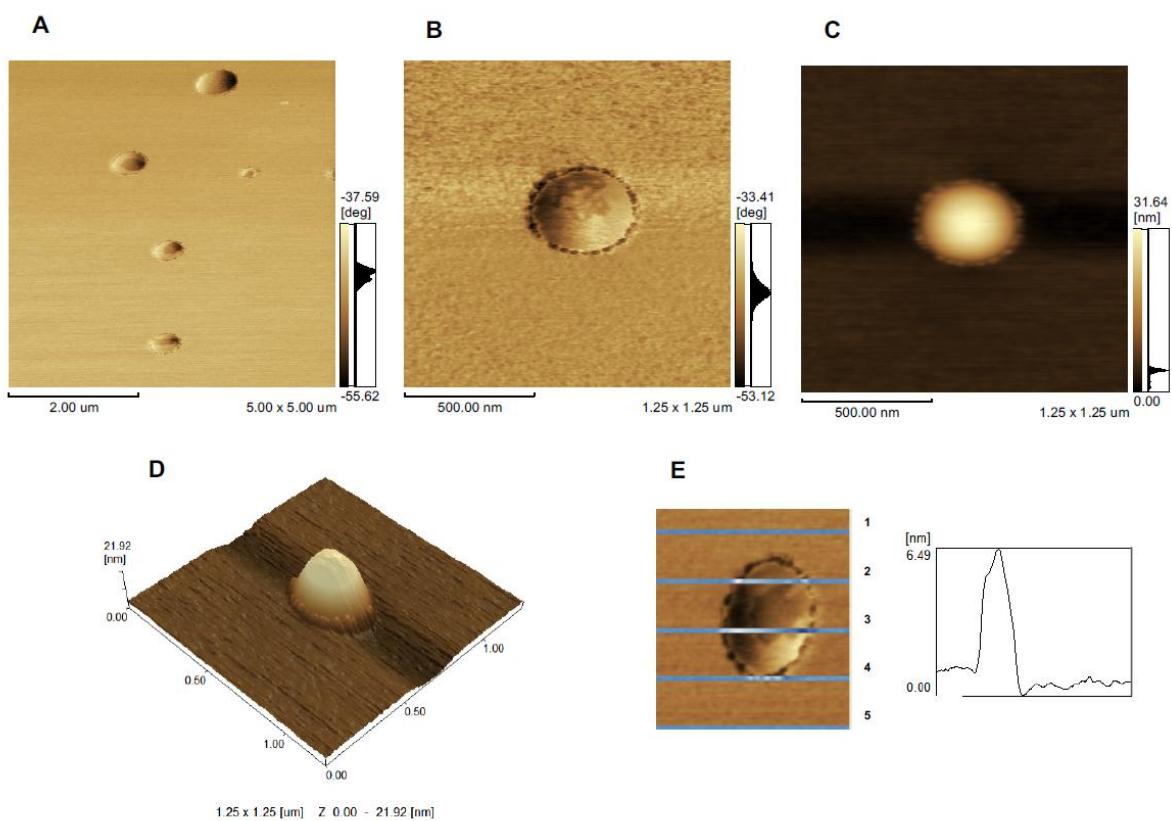 A
-37.59
[deg]
-55.62
2.00 um
5.00 x 5.00 um
B
-33.41
[deg]
-53.12
500.00 nm
1.25 x 1.25 um
C
31.64
[nm]
0.00
500.00 nm
1.25 x 1.25 um
D
21.92
[nm]
0.00
0.50
1.00
0.00
0.50
1.00
1.25 x 1.25 [um] Z 0.00 - 21.92 [nm]
E
1
2
3
4
5
[nm]
6.49
0.00